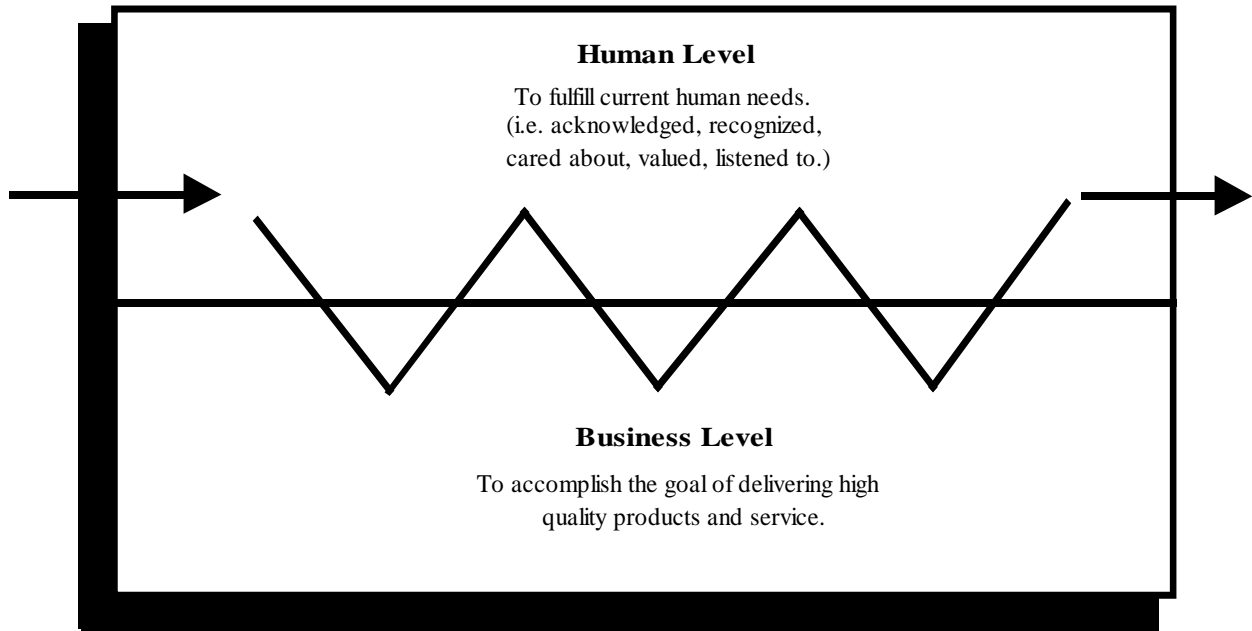 Human Level
To fulfill current human needs.
(i.e. acknowledged, recognized,
cared about, valued, listened to.)
Business Level
To accomplish the goal of delivering high
quality products and service.